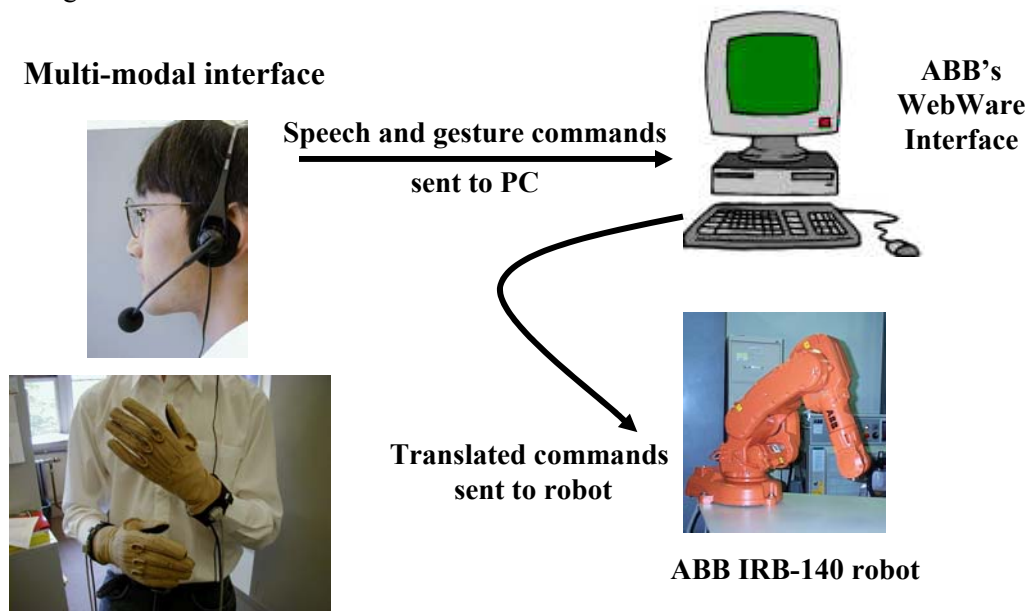 Multi-modal interface
Speech and gesture commands
sent to PC
ABB's
WebWare
Interface
Translated commands
sent to robot
ABB
ABB IRB-140 robot